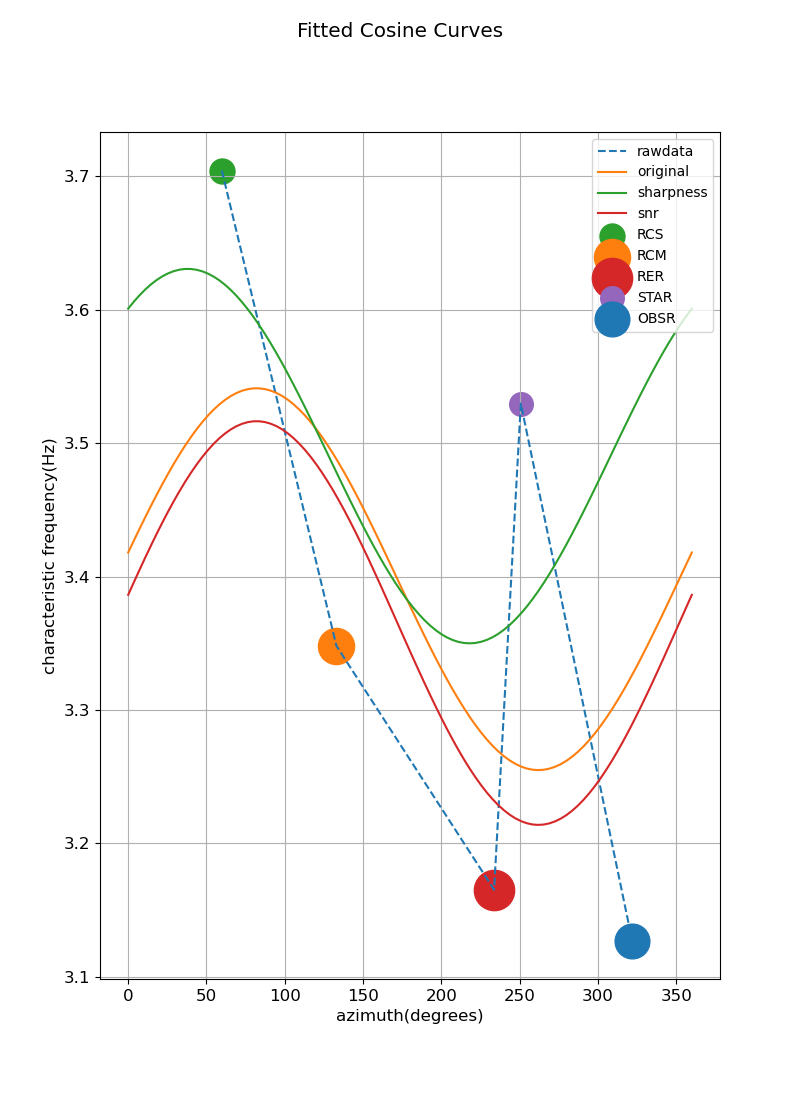 Fitted Cosine Curves
rawdata
original
sharpness
snr
RCS
RCM
RER
STAR
OBSR
characteristic frequency(Hz)
3.7
3.6
3.5
3.4
3.3
3.2
3.1
0 50 100 150 200 250 300 350
azimuth(degrees)